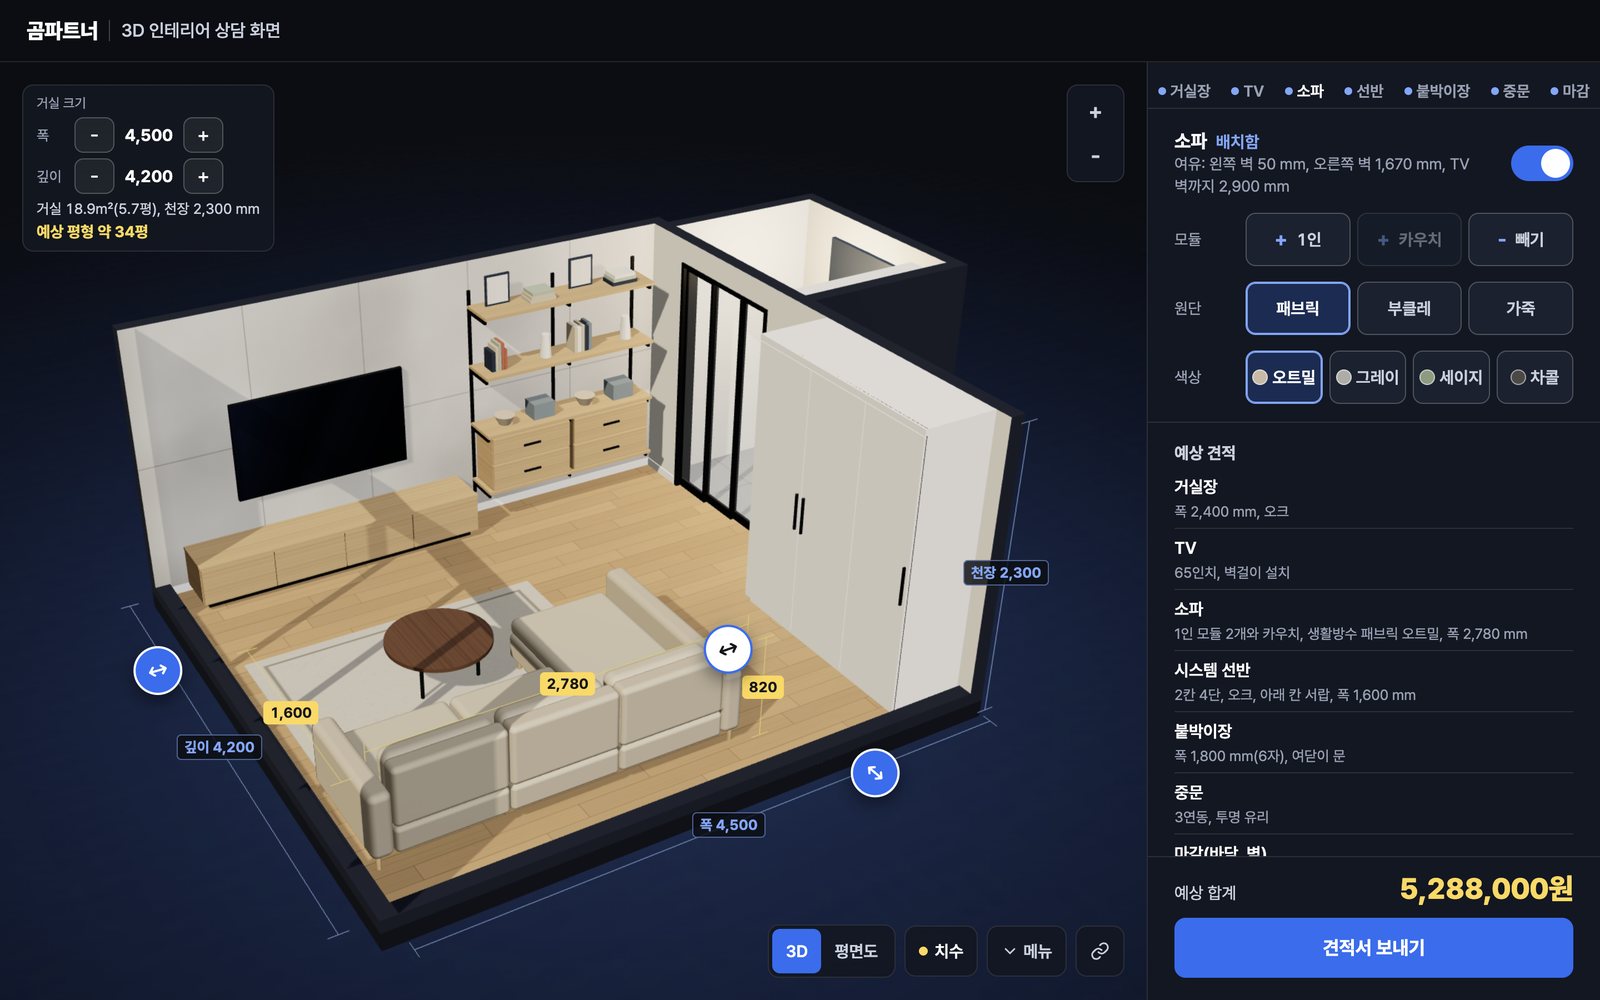 곰파트너
3D 인테리어 상담 화면
거실 크기
폭 - 4,500 +
깊이 - 4,200 +
거실 18.9m²(5.7평), 천장 2,300 mm
예상 평형 약 34평
+
-
천장 2,300
2,780
820
1,600
깊이 4,200
폭 4,500
3D 평면도 치수 메뉴
거실장 TV 소파 선반 붙박이장 중문 마감
소파 배치함
여유: 왼쪽 벽 50 mm, 오른쪽 벽 1,670 mm, TV
벽까지 2,900 mm
모듈 + 1인 + 카우치 - 빼기
원단 패브릭 부클레 가죽
색상 오트밀 그레이 세이지 차콜
예상 견적
거실장
폭 2,400 mm, 오크
TV
65인치, 벽걸이 설치
소파
1인 모듈 2개와 카우치, 생활방수 패브릭 오트밀, 폭 2,780 mm
시스템 선반
2칸 4단, 오크, 아래 칸 서랍, 폭 1,600 mm
붙박이장
폭 1,800 mm(6자), 여닫이 문
중문
3연동, 투명 유리
마감(바닥, 벽)
예상 합계 5,288,000원
견적서 보내기